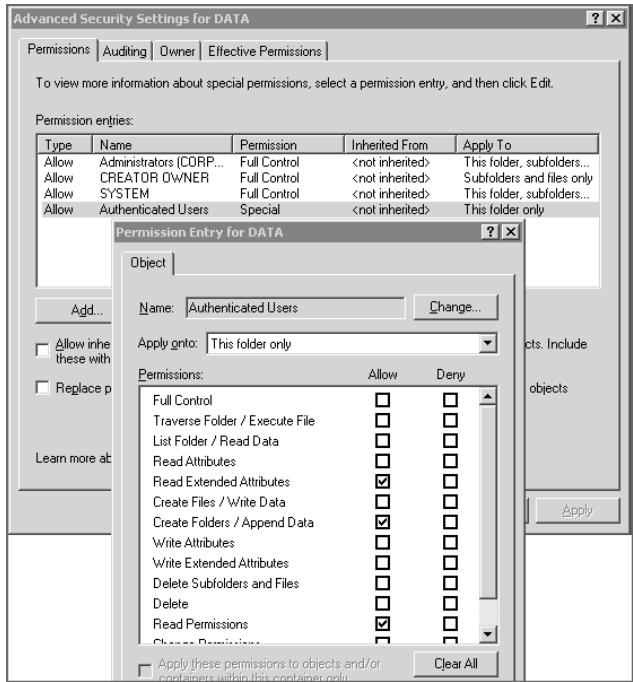 Advanced Security Settings for DATA
Permissions Auditing Owner Effective Permissions
To view more information about special permissions, select a permission entry, and then click Edit.
Permission entries:
Type Name Permission Inherited From Apply To
Allow Administrators (CORP... Full Control <not inherited> This folder, subfolders...
Allow CREATOR OWNER Full Control <not inherited> Subfolders and files only
Allow SYSTEM Full Control <not inherited> This folder, subfolders...
Allow Authenticated Users Special <not inherited> This folder only
Permission Entry for DATA
Object
Add...
Name: Authenticated Users Change...
Allow inhe
these with
cts. Include
Apply onto: This folder only
Replace p
objects
Permissions: Allow Deny
Full Control
Traverse Folder / Execute File
List Folder / Read Data
Read Attributes
Read Extended Attributes
Create Files / Write Data
Create Folders / Append Data
Write Attributes
Write Extended Attributes
Delete Subfolders and Files
Delete
Read Permissions
Change Permissions
Learn more ab
Apply
Apply these permissions to objects and/or
containers within this container only
Clear All